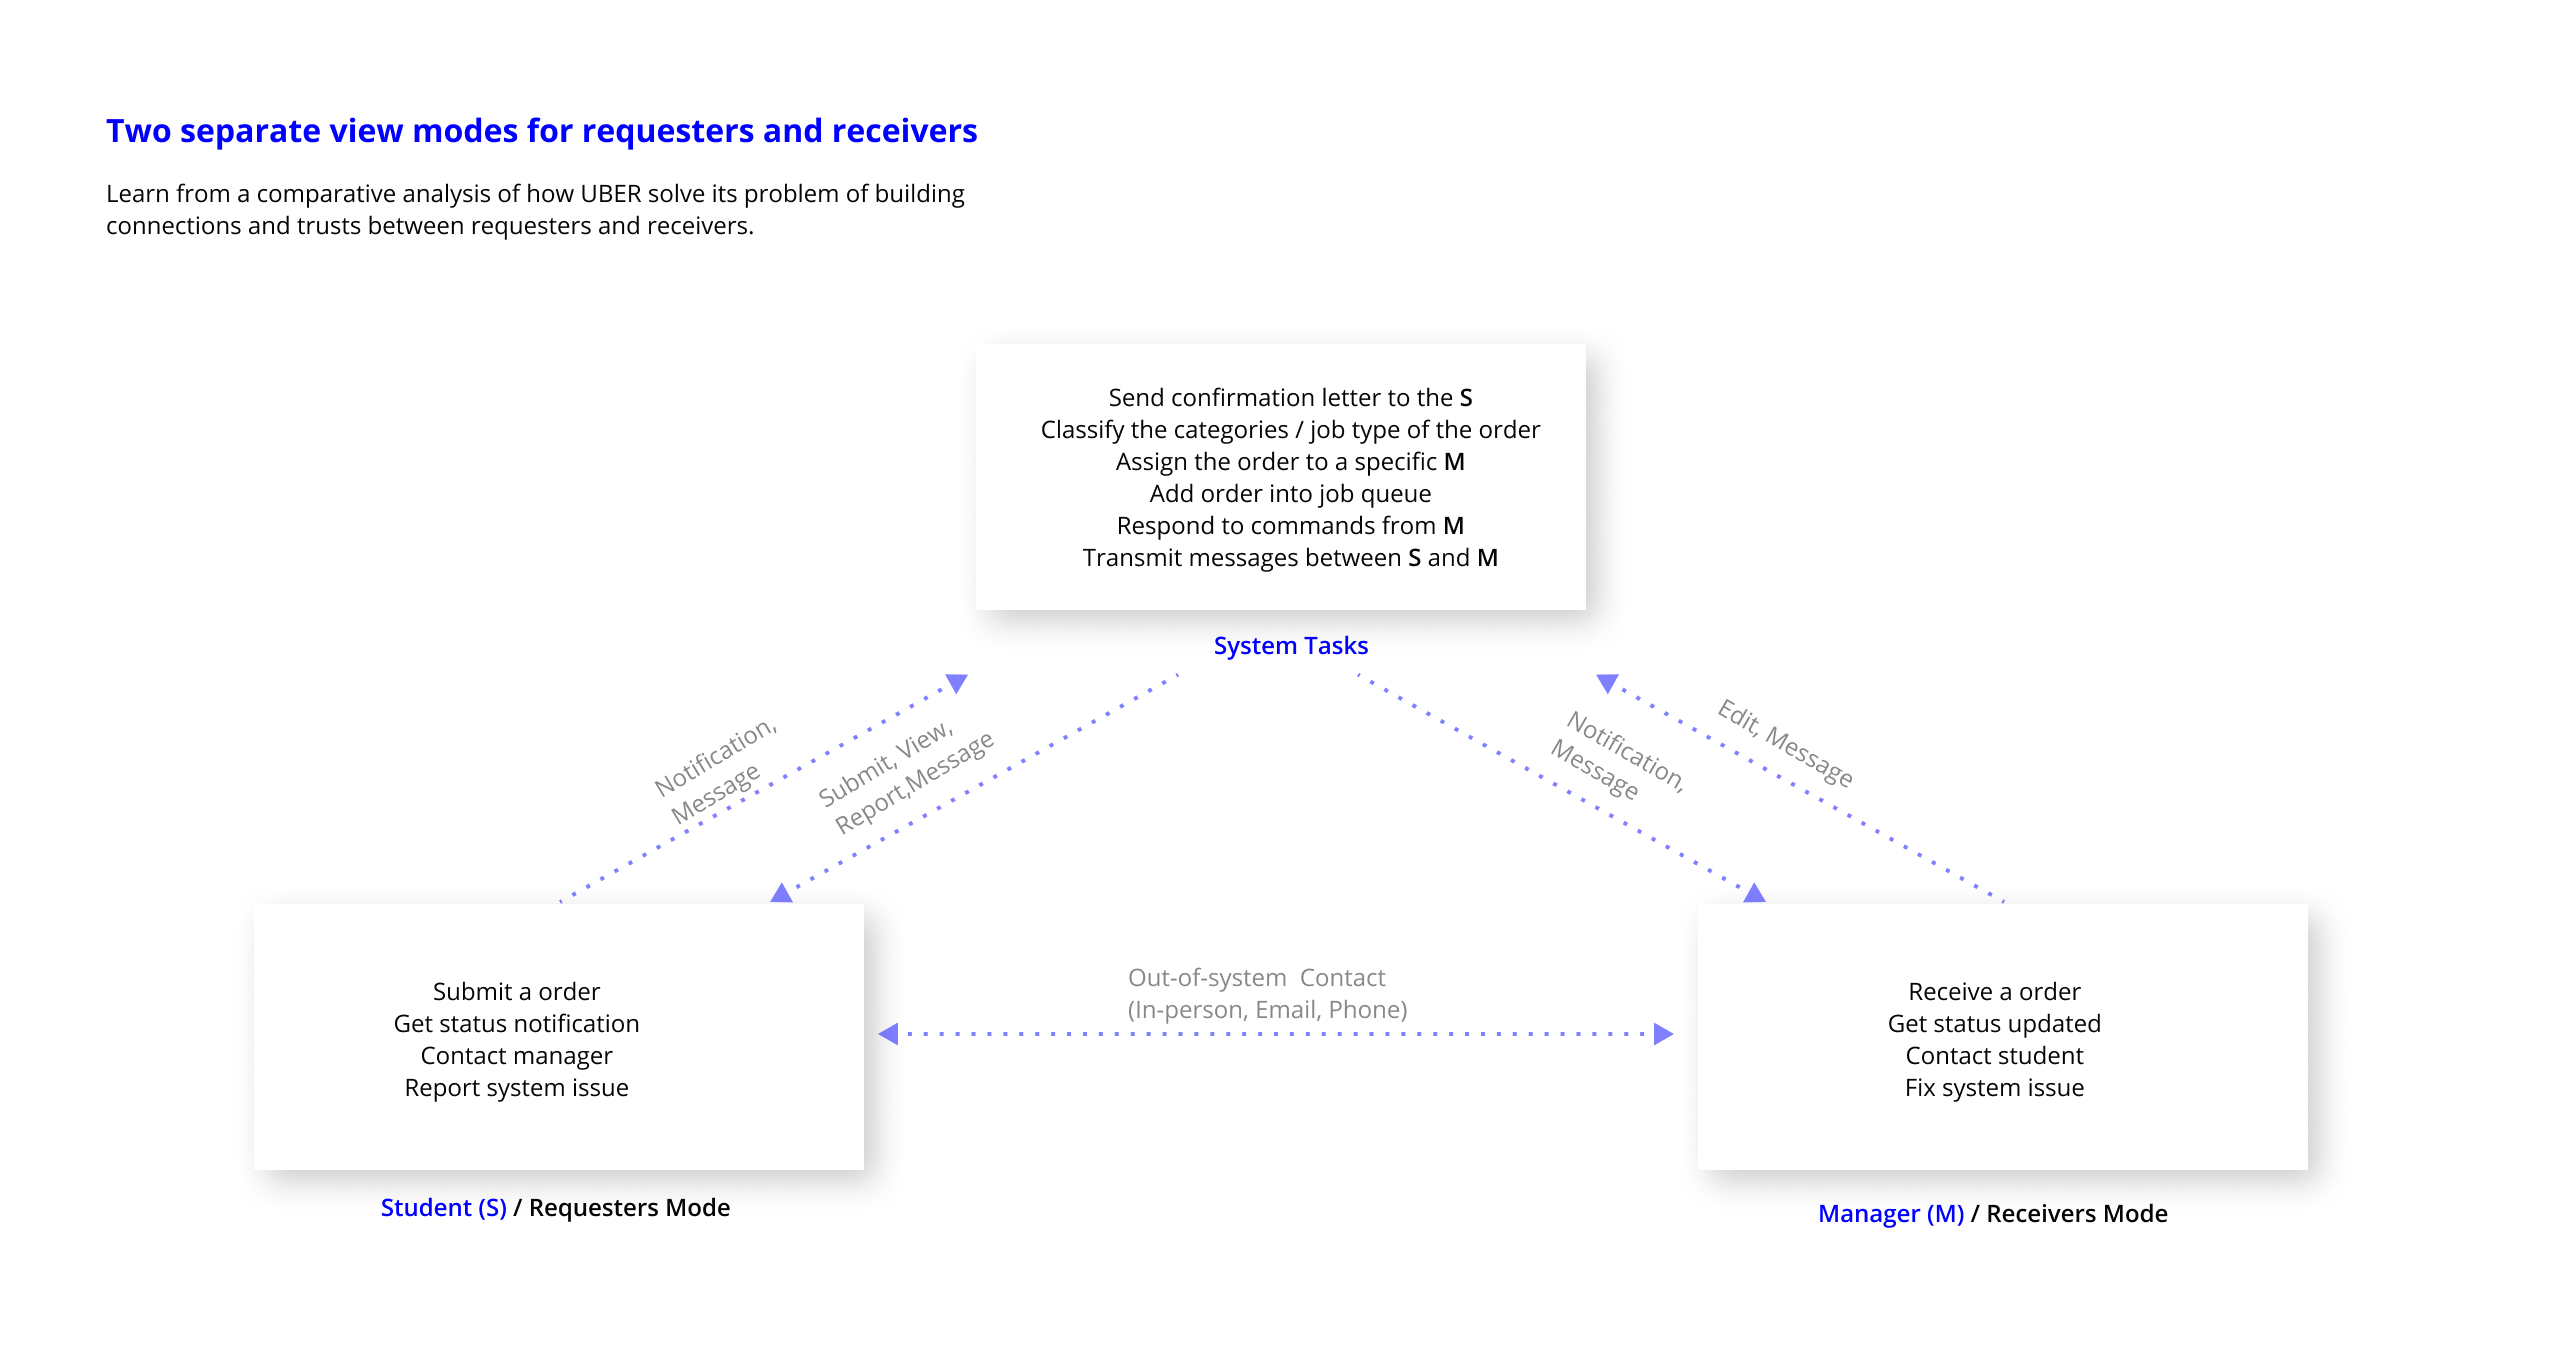 Two separate view modes for requesters and receivers
Learn from a comparative analysis of how UBER solve its problem of building
connections and trusts between requesters and receivers.
Send confirmation letter to the S
Classify the categories / job type of the order
Assign the order to a specific M
Add order into job queue
Respond to commands from M
Transmit messages between S and M
System Tasks
Notification,
Message
Submit, View,
Report,Message
Notification,
Message
Edit, Message
Out-of-system  Contact
(In-person, Email, Phone)
Submit a order
Get status notification
Contact manager
Report system issue
Student (S) / Requesters Mode
Receive a order
Get status updated
Contact student
Fix system issue
Manager (M) / Receivers Mode